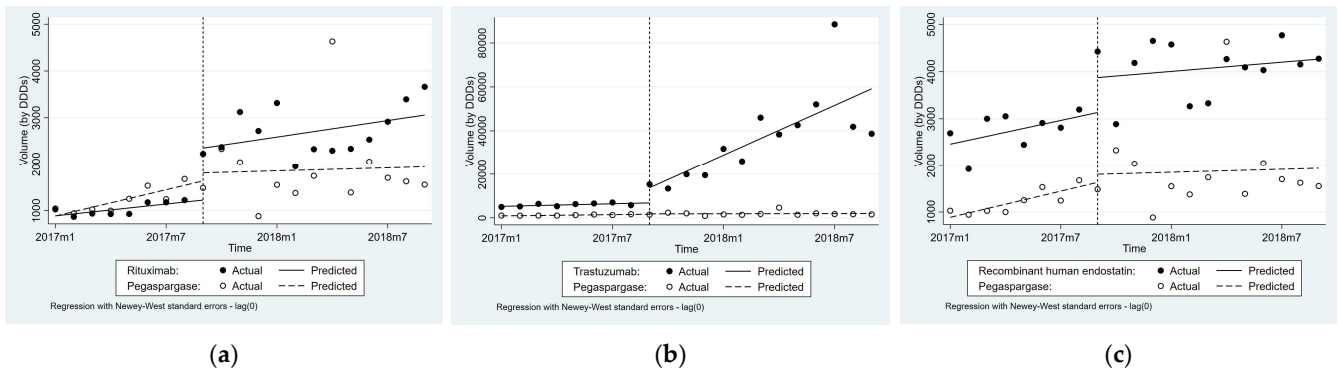 5000
4000
3000
2000
1000
Volume (by DDDs)
2017m1 2017m7 2018m1 2018m7
Time
Rituximab: Actual Predicted
Pegaspargase: Actual Predicted
Regression with Newey-West standard errors - lag(0)
(a)
80000
60000
40000
20000
0
Volume (by DDDs)
2017m1 2017m7 2018m1 2018m7
Time
Trastuzumab: Actual Predicted
Pegaspargase: Actual Predicted
Regression with Newey-West standard errors - lag(0)
(b)
5000
4000
3000
2000
1000
Volume (by DDDs)
2017m1 2017m7 2018m1 2018m7
Time
Recombinant human endostatin: Actual Predicted
Pegaspargase: Actual Predicted
Regression with Newey-West standard errors - lag(0)
(c)